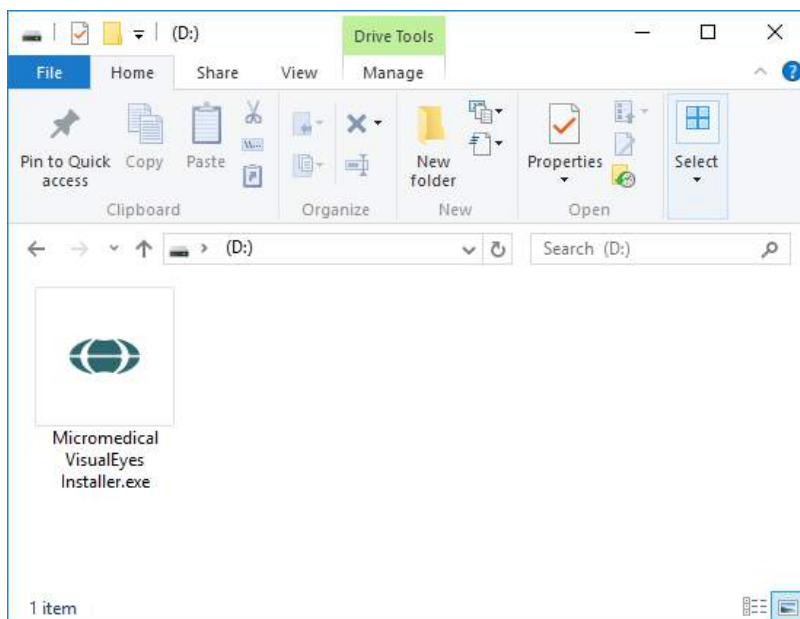 (D:)
Drive Tools
File
Home
Share
View
Manage
?
Pin to Quick
access
Copy
Paste
New
folder
Properties
Select
Clipboard
Organize
New
Open
(D:)
Search (D:)
Micromedical
VisualEyes
Installer.exe
1 item